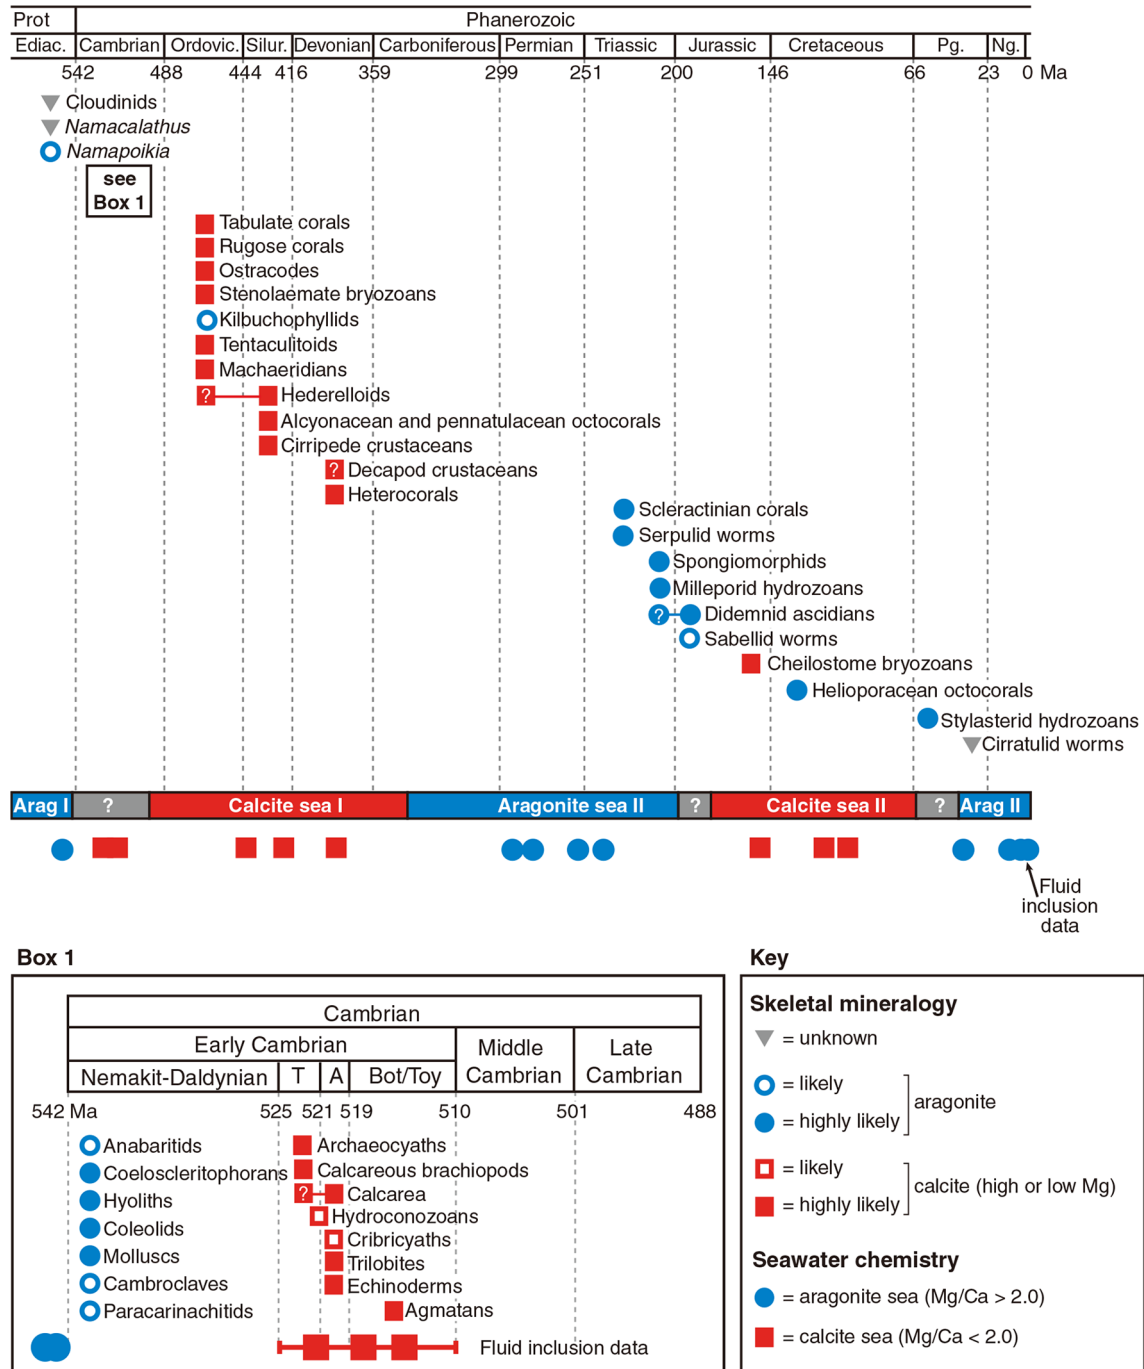 Prot Phanerozoic
Ediac. Cambrian Ordovic. Silur. Devonian Carboniferous Permian Triassic Jurassic Cretaceous Pg. Ng.
542 488 444 416 359 299 251 200 146 66 23 0 Ma
Cloudinids
Namacalathus
Namapoikia
see
Box 1
Tabulate corals
Rugose corals
Ostracodes
Stenolaemate bryozoans
Kilbuchophyllids
Tentaculitoids
Machaeridians
? Hederelloids
Alcyonacean and pennatulacean octocorals
Cirripede crustaceans
? Decapod crustaceans
Heterocorals
Scleractinian corals
Serpulid worms
Spongiomorphids
Milleporid hydrozoans
? Didemnid ascidians
Sabellid worms
Cheilostome bryozoans
Helioporacean octocorals
Stylasterid hydrozoans
Cirratulid worms
Arag I ? Calcite sea I Aragonite sea II ? Calcite sea II ? Arag II
Fluid
inclusion
data
Box 1
Cambrian
Early Cambrian Middle Cambrian Late Cambrian
Nemakit-Daldynian T A Bot/Toy
542 Ma 525 521 519 510 501 488
Anabaritids Archaeocyaths
Coeloscleritophorans Calcareous brachiopods
Hyoliths ? Calcarea
Hydroconozoans
Coleolids Cribricyaths
Molluscs Trilobites
Cambroclaves Echinoderms
Paracarinachitids Agmatans
Fluid inclusion data
Key
Skeletal mineralogy
= unknown
= likely
= highly likely
aragonite
= likely
= highly likely
calcite (high or low Mg)
Seawater chemistry
= aragonite sea (Mg/Ca > 2.0)
= calcite sea (Mg/Ca < 2.0)